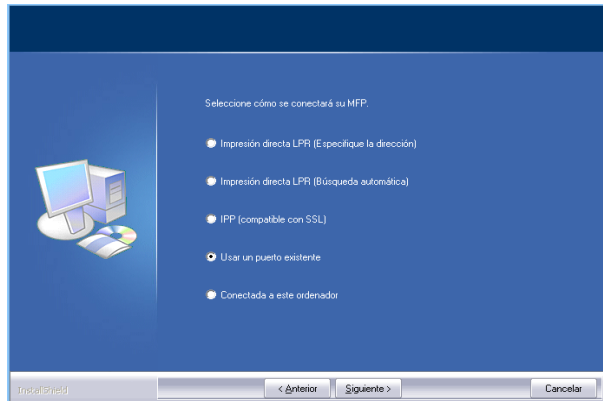 Seleccione cómo se conectará su MFP.
Impresión directa LPR (Especifique la dirección)
Impresión directa LPR (Búsqueda automática)
IPP (compatible con SSL)
Usar un puerto existente
Conectada a este ordenador
InstallShield
< Anterior
Siguiente >
Cancelar